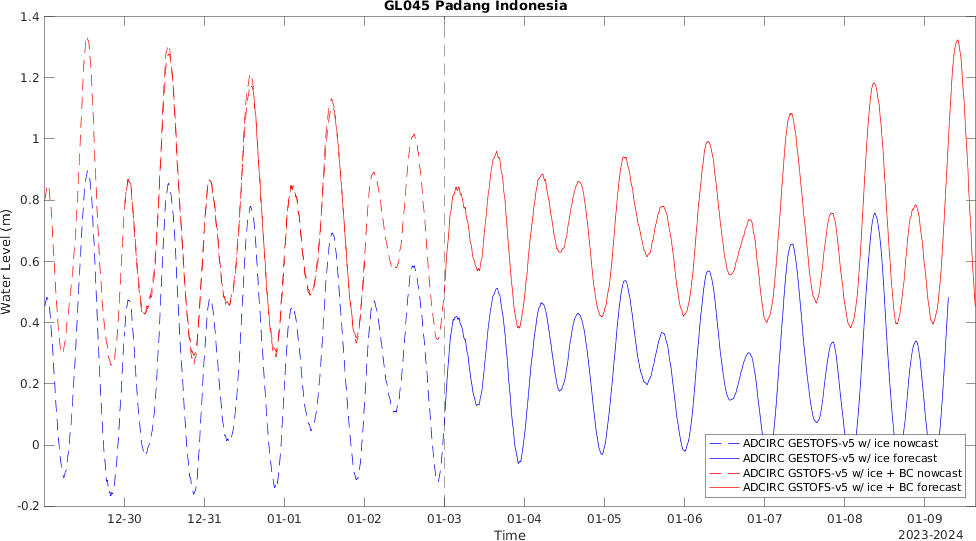 GL045 Padang Indonesia
Water Level (m)
1.4
1.2
1
0.8
0.6
0.4
0.2
0
-0.2
ADCIRC GESTOFS-v5 w/ ice nowcast
ADCIRC GESTOFS-v5 w/ ice forecast
ADCIRC GSTOFS-v5 w/ ice + BC nowcast
ADCIRC GSTOFS-v5 w/ ice + BC forecast
12-30 12-31 01-01 01-02 01-03 01-04 01-05 01-06 01-07 01-08 01-09
Time
2023-2024